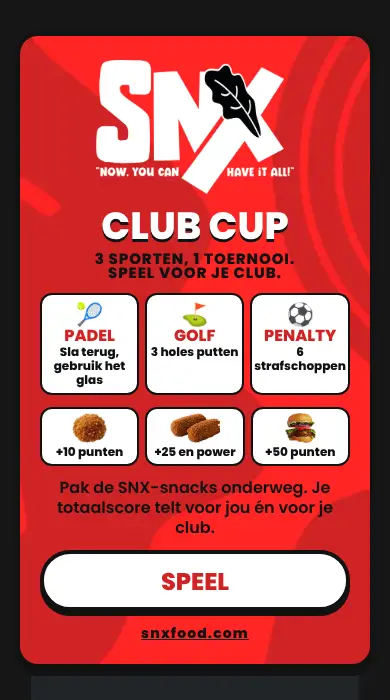 SNX
"NOW, YOU CAN HAVE IT ALL!"
CLUB CUP
3 SPORTEN, 1 TOERNOOI.
SPEEL VOOR JE CLUB.
PADEL
Sla terug,
gebruik het
glas
GOLF
3 holes putten
PENALTY
6
strafschoppen
+10 punten
+25 en power
+50 punten
Pak de SNX-snacks onderweg. Je
totaalscore telt voor jou én voor je
club.
SPEEL
snxfood.com